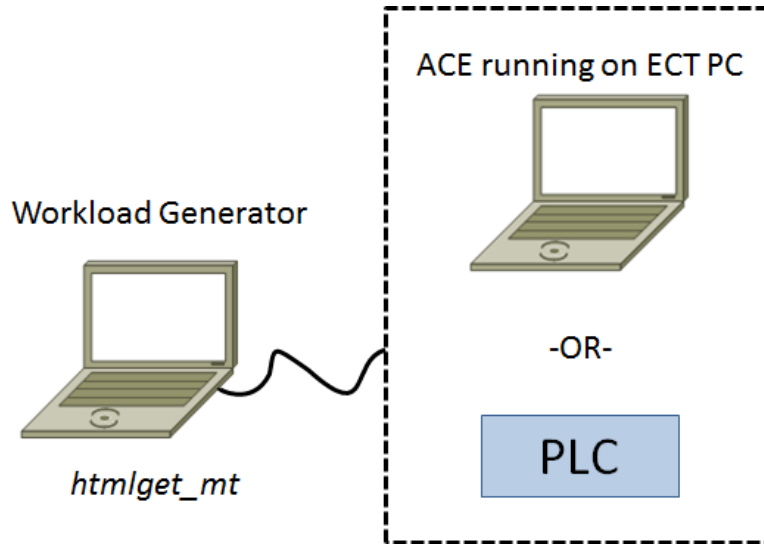 ACE running on ECT PC
Workload Generator
-OR-
PLC
htmlget_mt